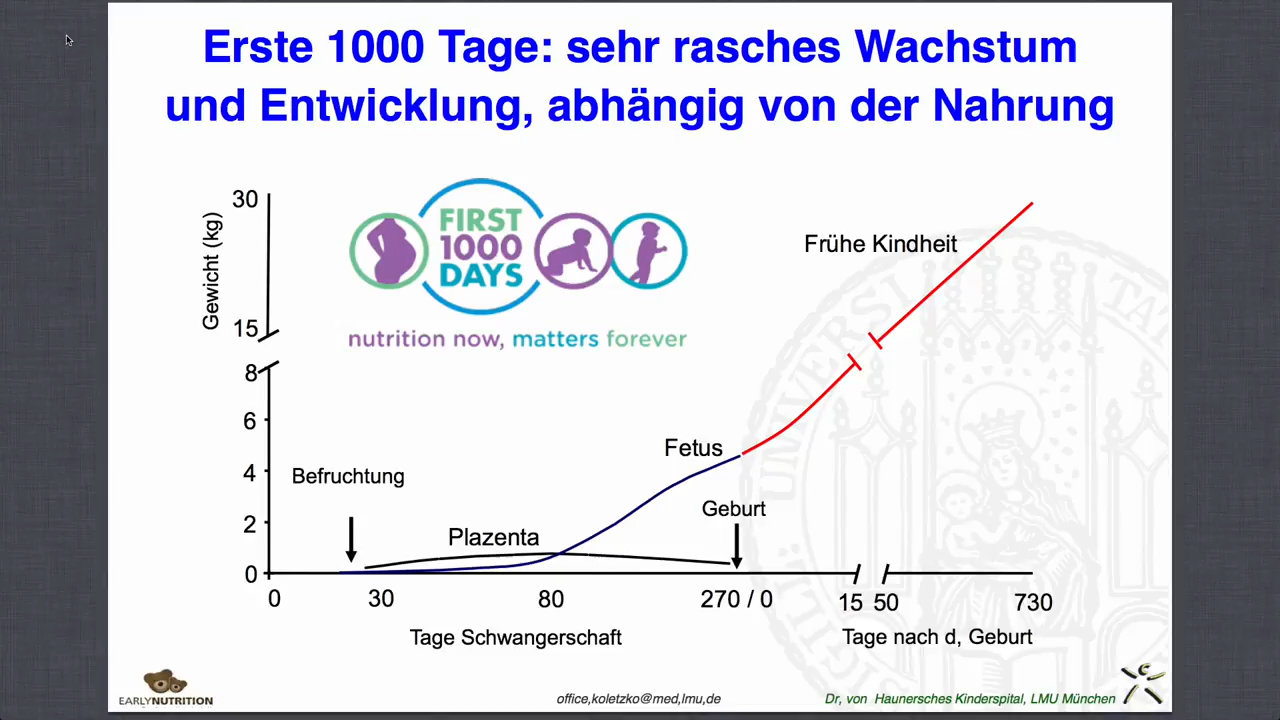 Erste 1000 Tage: sehr rasches Wachstum
und Entwicklung, abhängig von der Nahrung
30
Gewicht (kg)
15
8
6
4
2
0
FIRST
1000
DAYS
nutrition now, matters forever
Frühe Kindheit
Fetus
Befruchtung
Geburt
Plazenta
0
30
80
270 / 0
15
50
730
Tage Schwangerschaft
Tage nach d, Geburt
UNIVERSI
TAT
EARLYNUTRITION
office,koletzko@med,lmu,de
Dr, von Haunersches Kinderspital, LMU München